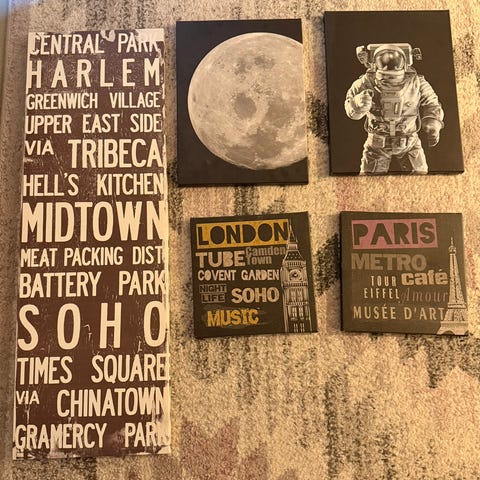 CENTRAL PARK
HARLEM
GREENWICH VILLAGE
UPPER EAST SIDE
VIA TRIBECA
HELL'S KITCHEN
MIDTOWN
MEAT PACKING DIST
BATTERY PARK
SOHO
TIMES SQUARE
VIA CHINATOWN
GRAMERCY PARK
LONDON
TUBE Camden Town
COVENT GARDEN
NIGHT LIFE SOHO
MUSIC
PARIS
METRO
TOUR EIFFEL café
Amour
MUSÉE D'ART